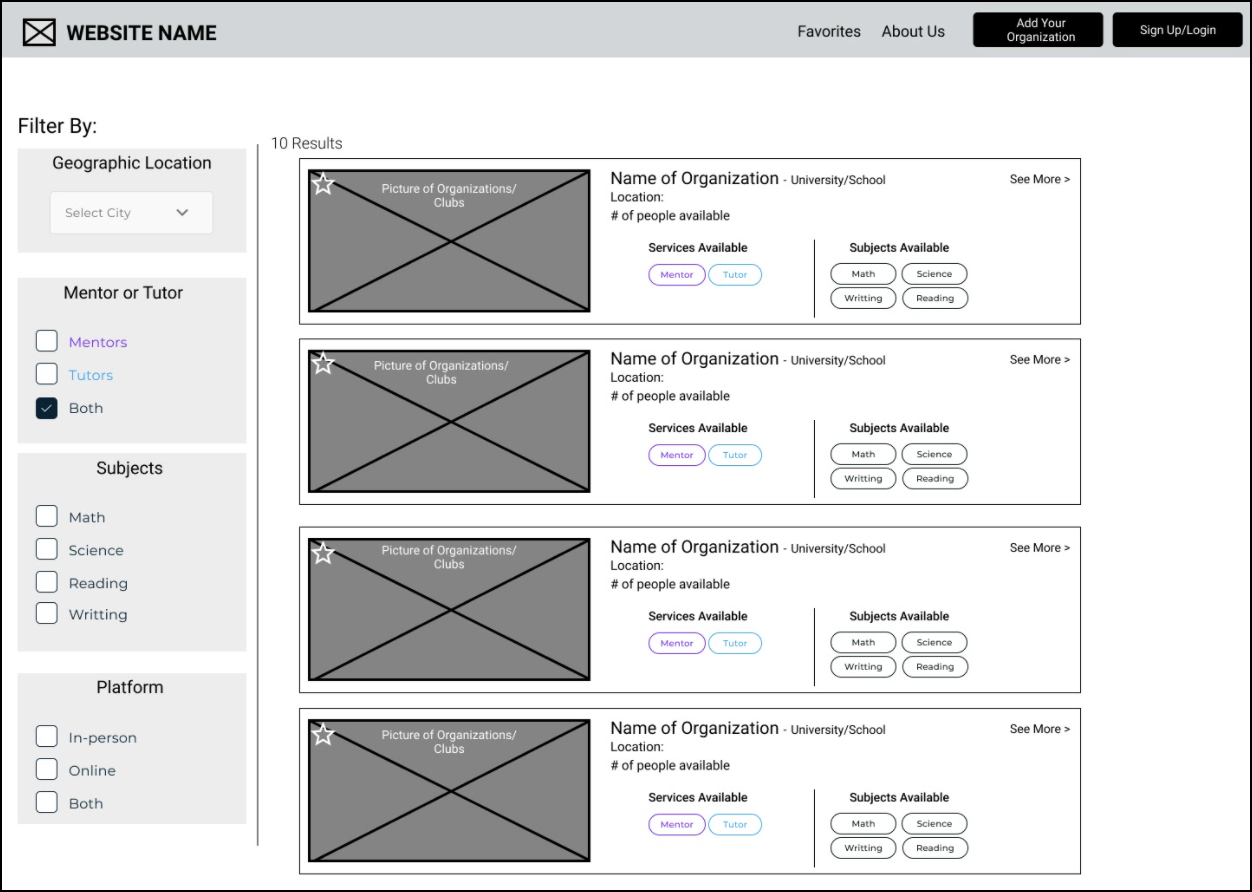 WEBSITE NAME
Favorites
About Us
Add Your
Organization
Sign Up/Login
Filter By:
Geographic Location
Select City
Mentor or Tutor
Mentors
Tutors
Both
Subjects
Math
Science
Reading
Writting
Platform
In-person
Online
Both
10 Results
Picture of Organizations/
Clubs
Name of Organization - University/School
See More >
Location:
# of people available
Services Available
Mentor
Tutor
Subjects Available
Math
Science
Writting
Reading
Picture of Organizations/
Clubs
Name of Organization - University/School
See More >
Location:
# of people available
Services Available
Mentor
Tutor
Subjects Available
Math
Science
Writting
Reading
Picture of Organizations/
Clubs
Name of Organization - University/School
See More >
Location:
# of people available
Services Available
Mentor
Tutor
Subjects Available
Math
Science
Writting
Reading
Picture of Organizations/
Clubs
Name of Organization - University/School
See More >
Location:
# of people available
Services Available
Mentor
Tutor
Subjects Available
Math
Science
Writting
Reading